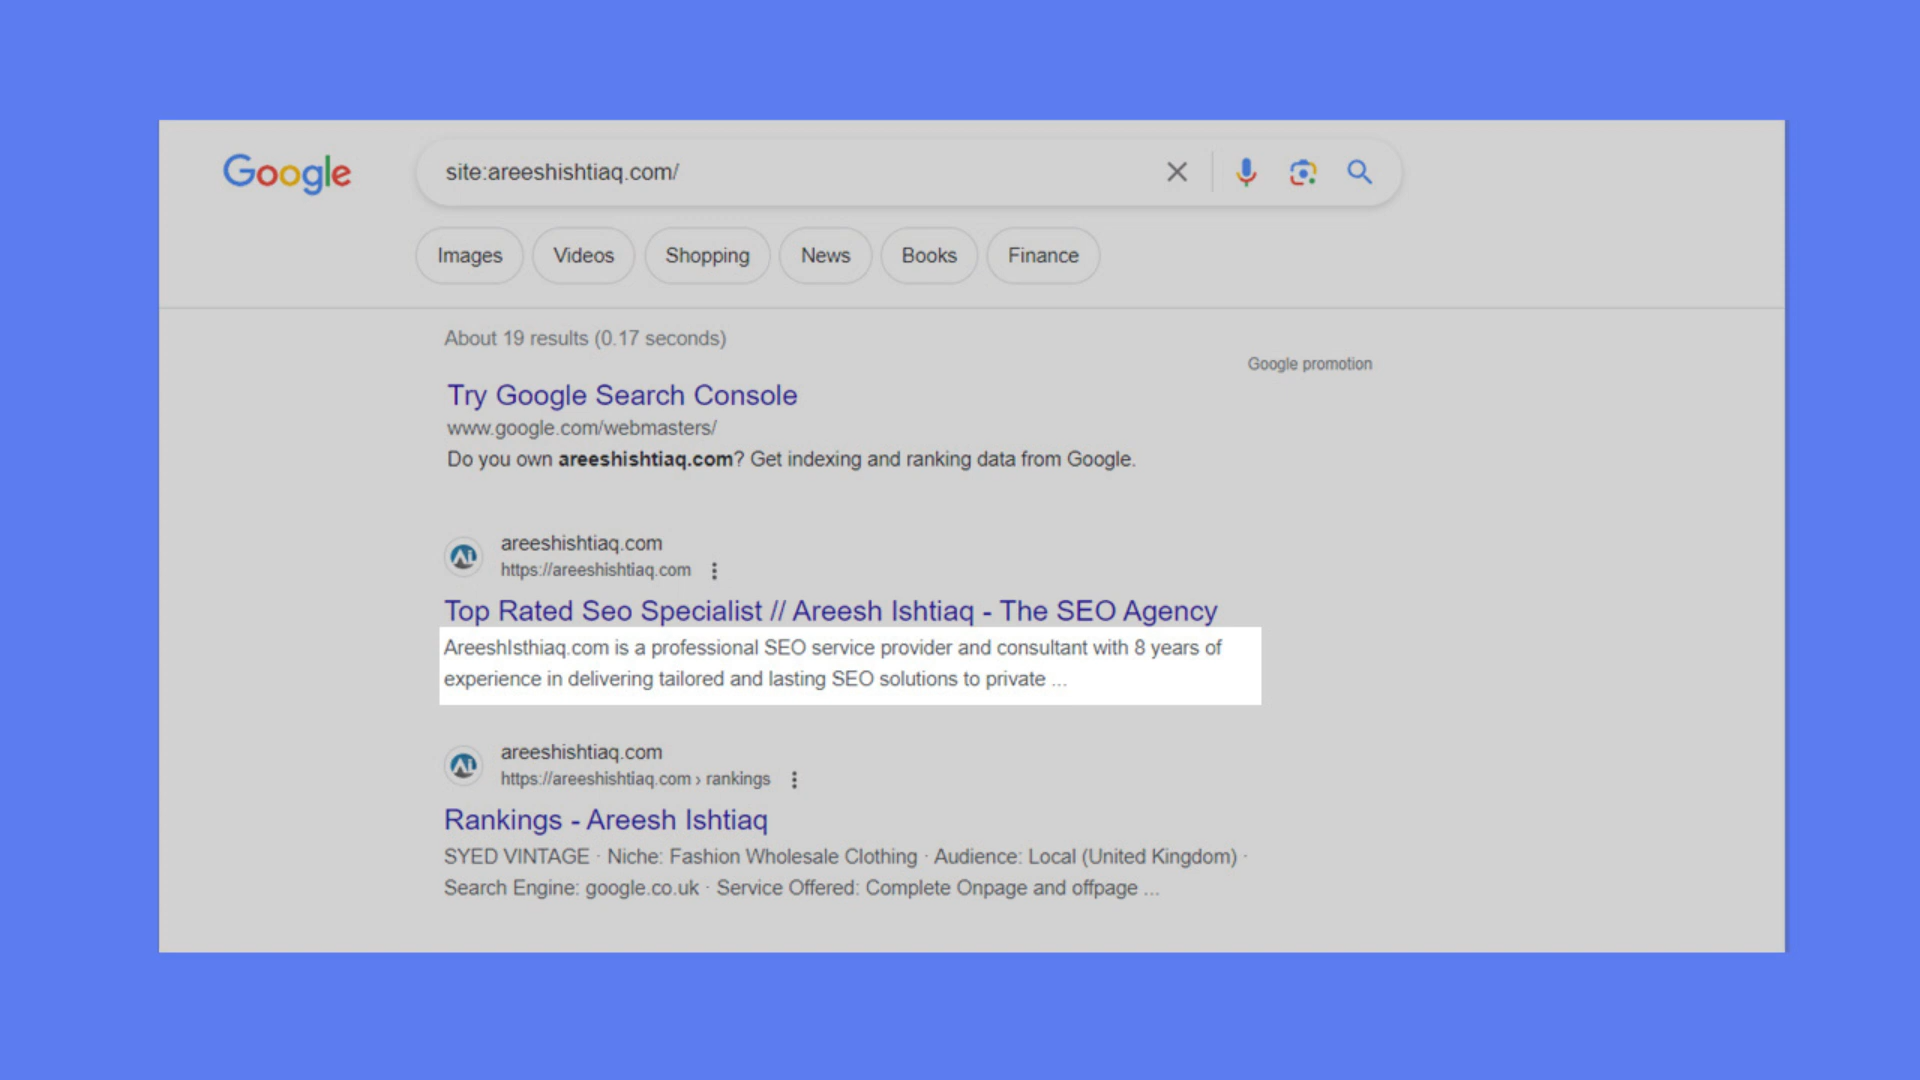 Google
site:areeshishtiaq.com/
Images Videos Shopping News Books Finance
About 19 results (0.17 seconds)
Google promotion
Try Google Search Console
www.google.com/webmasters/
Do you own areeshishtiaq.com? Get indexing and ranking data from Google.
areeshishtiaq.com
https://areeshishtiaq.com
Top Rated Seo Specialist // Areesh Ishtiaq - The SEO Agency
AreeshIsthiaq.com is a professional SEO service provider and consultant with 8 years of
experience in delivering tailored and lasting SEO solutions to private ...
areeshishtiaq.com
https://areeshishtiaq.com › rankings
Rankings - Areesh Ishtiaq
SYED VINTAGE · Niche: Fashion Wholesale Clothing · Audience: Local (United Kingdom) ·
Search Engine: google.co.uk · Service Offered: Complete Onpage and offpage ...